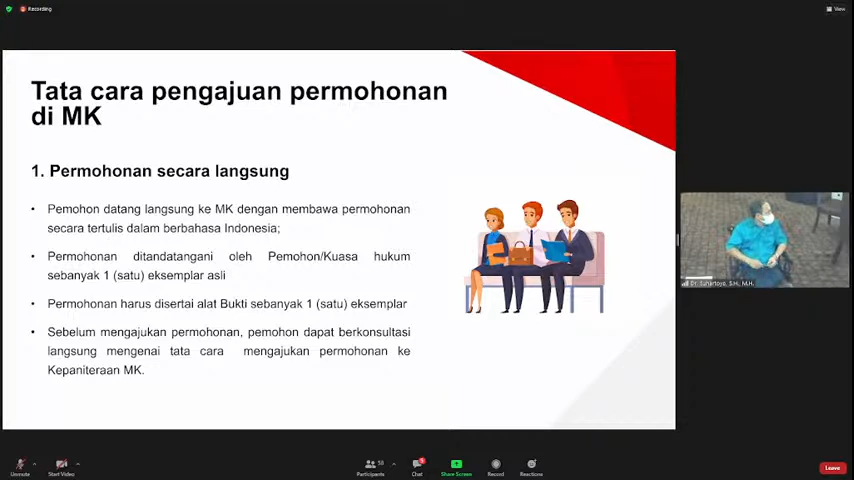 Recording
View
Tata cara pengajuan permohonan
di MK
1. Permohonan secara langsung
• Pemohon datang langsung ke MK dengan membawa permohonan
secara tertulis dalam berbahasa Indonesia;
• Permohonan ditandatangani oleh Pemohon/Kuasa hukum
sebanyak 1 (satu) eksemplar asli
• Permohonan harus disertai alat Bukti sebanyak 1 (satu) eksemplar
• Sebelum mengajukan permohonan, pemohon dapat berkonsultasi
langsung mengenai tata cara mengajukan permohonan ke
Kepaniteraan MK.
Dr. Suhartoyo, S.H., M.H.
Unmute
Start Video
Participants
Chat
Share Screen
Record
Reactions
Leave